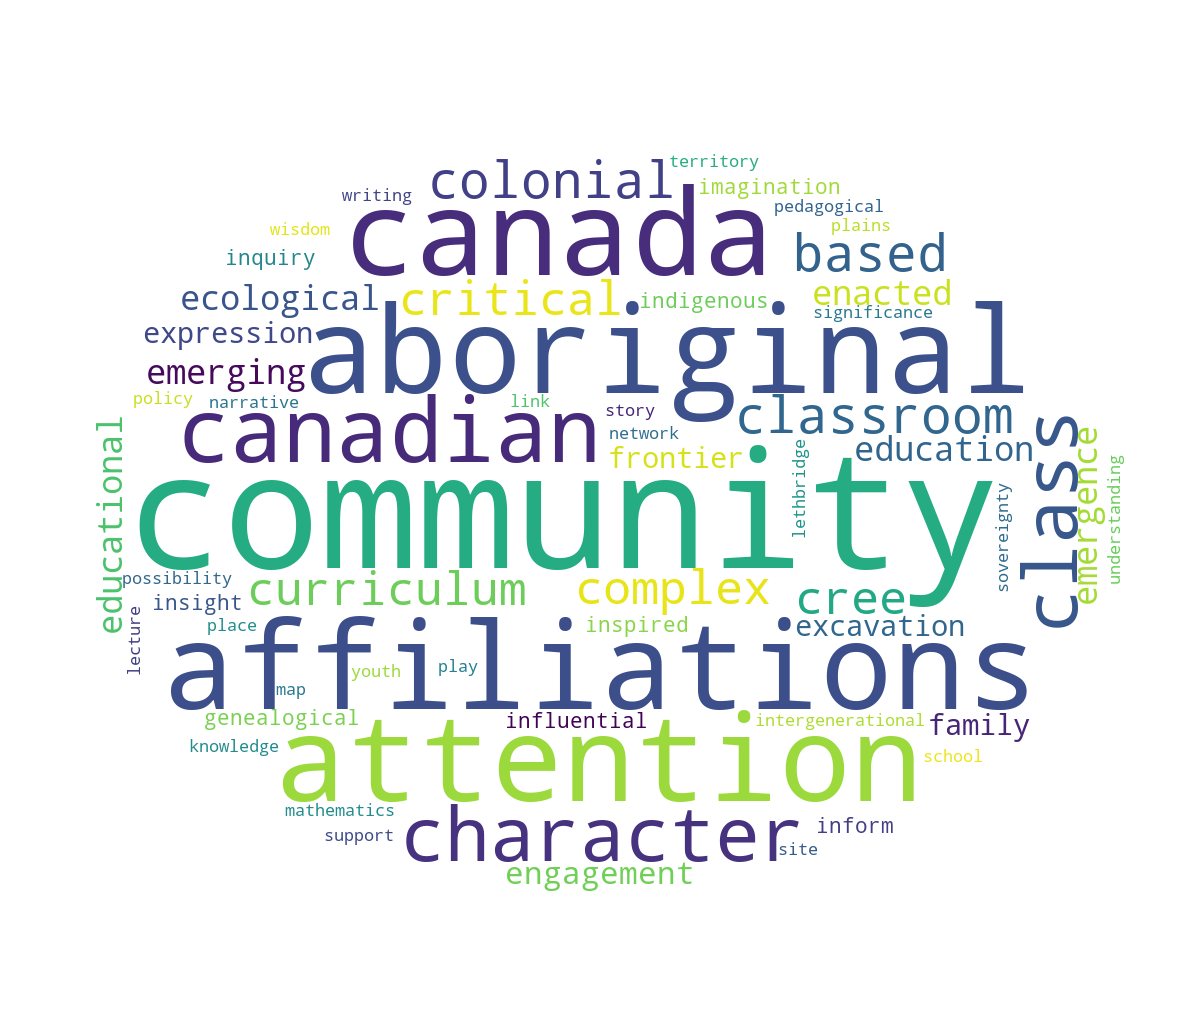 territory
colonial
imagination
writing
pedagogical
canada
wisdom
plains
inquiry
based
ecological
critical
indigenous
enacted
significance
expression
aboriginal
emerging
policy
narrative
link
canadian
story
classroom
network
frontier
education
educational
community
lethbridge
sovereignty
class
emergence
understanding
possibility
insight
curriculum
complex
cree
lecture
place
inspired
excavation
affiliations
youth
play
map
genealogical
influential
intergenerational
family
knowledge
attention
school
mathematics
support
character
inform
site
engagement